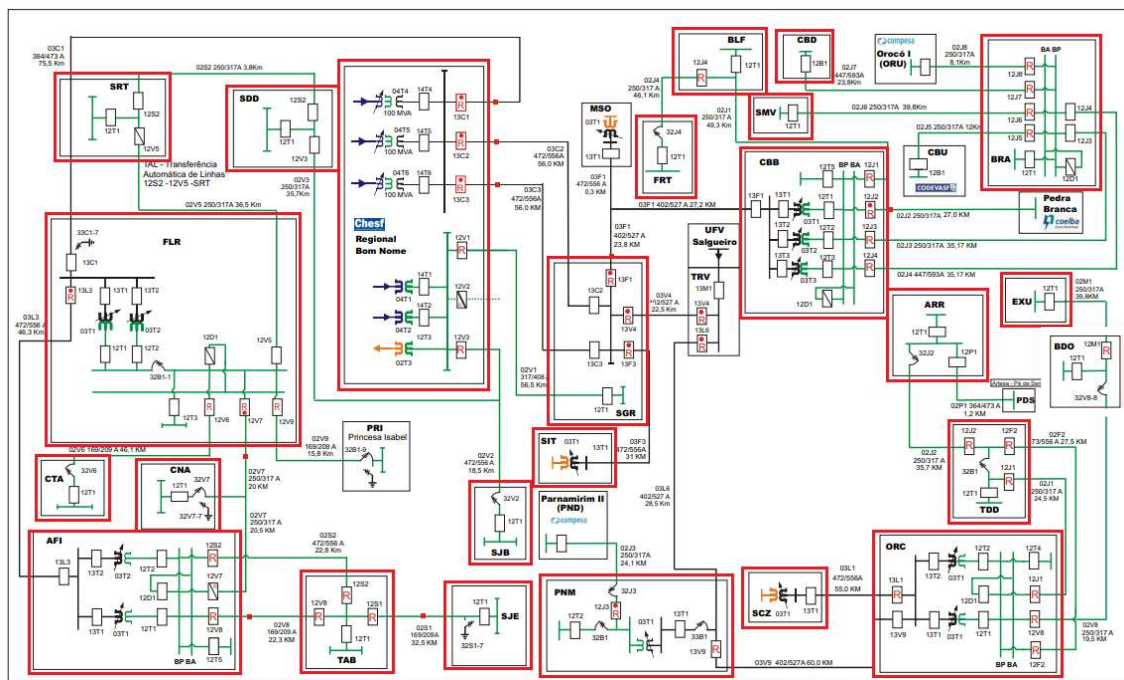 03C1
364/473 A
75,5 Km
SRT
12S2
12T1
12V5
02S2 250/317A 3,8Km
TAL - Transferência
Automática de Linhas
12S2 -12V5 -SRT
SDD
12S2
12T1
12V3
02V3
250/317A
35,7Km
04T4
14T4
100 MVA
R
13C1
04T5
14T5
100 MVA
R
13C2
04T6
14T6
100 MVA
R
13C3
Chesf
Regional
Bom Nome
12V1
14T1
04T1
12V2
14T2
04T2
12T3
02T3
12V3
R
03C2
472/556A
56,0 KM
03C3
472/556A
56,0 KM
MSO
03T1
13T1
03F1
472/556 A
0,3 KM
BLF
12J4
R
12T1
02J4
250/317A
46,1 Km
02J1
250/317 A
49,3 Km
FRT
32J4
12T1
CBD
12B1
SMV
12T1
compesa
Orocó I
(ORU)
02J8
250/317A
8,1Km
02J7
447/593A
23,8Km
02J6 250/317A 39,8Km
02J5 250/317A 12Km
CBU
12B1
CODEVASF
BA BP
R
12J8
R
12J7
R
12J6
R
12J5
12J4
12J3
BRA
12T1
12D1
Pedra
Branca
coelba
02J2 250/317A 27,0 KM
02J3 250/317A 35,17 KM
02J4 447/593A 35,17 KM
CBB
12T5
BP BA
12J1
R
13F1
13T1
12T1
03T1
12J2
R
13T2
12T2
03T2
12J3
R
13T3
12T3
03T3
12J4
R
12D1
03F1 402/527 A 27,2 KM
03F1
402/527 A
23,8 KM
UFV
Salgueiro
TRV
13M1
13V4
R
13L6
R
03V4
402/527 A
22,5 Km
SGR
13F1
R
13C2
13V4
R
13C3
13F3
R
12T1
02V1
317/408 A
56,5 Km
02V5 250/317A 36,5 Km
FLR
33C1-7
13C1
13L3
R
13T1
13T2
03T1
03T2
12T1
12T2
32B1-1
12D1
12V5
12T3
12V6
R
12V7
R
12V9
R
03L3
472/556 A
46,3 Km
02V6 169/209 A 46,1 KM
CTA
32V6
12T1
CNA
12T1
32V7
32V7-7
02V7
250/317 A
20 KM
02V7
250/317 A
20,5 KM
02V9
169/209 A
15,8 Km
PRI
Princesa Isabel
32B1-9
02V2
472/556 A
18,5 Km
SJB
32V2
12T1
SIT
03T1
13T1
03F3
472/556A
31 KM
03L6
402/527A
28,5 Km
Parnamirim II
(PND)
compesa
02J3
250/317A
24,1 KM
ARR
12T1
32J2
12P1
02P1 364/473 A
1,2 KM
PDS
EXU
12T1
02M1
250/317 A
39,8KM
BDO
12M1
R
12T1
32V8-8
02J2
250/317 A
35,7 KM
02F2
73/556 A 27,5 KM
TDD
12J2
R
12F2
R
32B1
12J1
R
12T1
02J1
250/317 A
24,5 KM
AFI
13L3
13T2
03T2
12T2
12S2
R
12V7
12D1
13T1
03T1
12T1
12V8
R
12T5
BP BA
02S2
472/556 A
22,8 Km
02V8
169/209 A
22,3 KM
TAB
12S2
12V8
R
12S1
R
12T1
02S1
169/209A
32,5 KM
SJE
12T1
32S1-7
PNM
32J3
12J3
R
12T2
32B1
03T1
13T1
33B1
13V9
R
SCZ
03T1
13T1
03L1
472/556A
55,0 KM
03V9 402/527A 60,0 KM
ORC
13L1
R
13V9
13T2
03T1
12T2
12T4
12J1
R
12D1
13T1
03T1
12T1
12V8
R
12F2
R
BP BA
02V8
250/317 A
19,5 KM